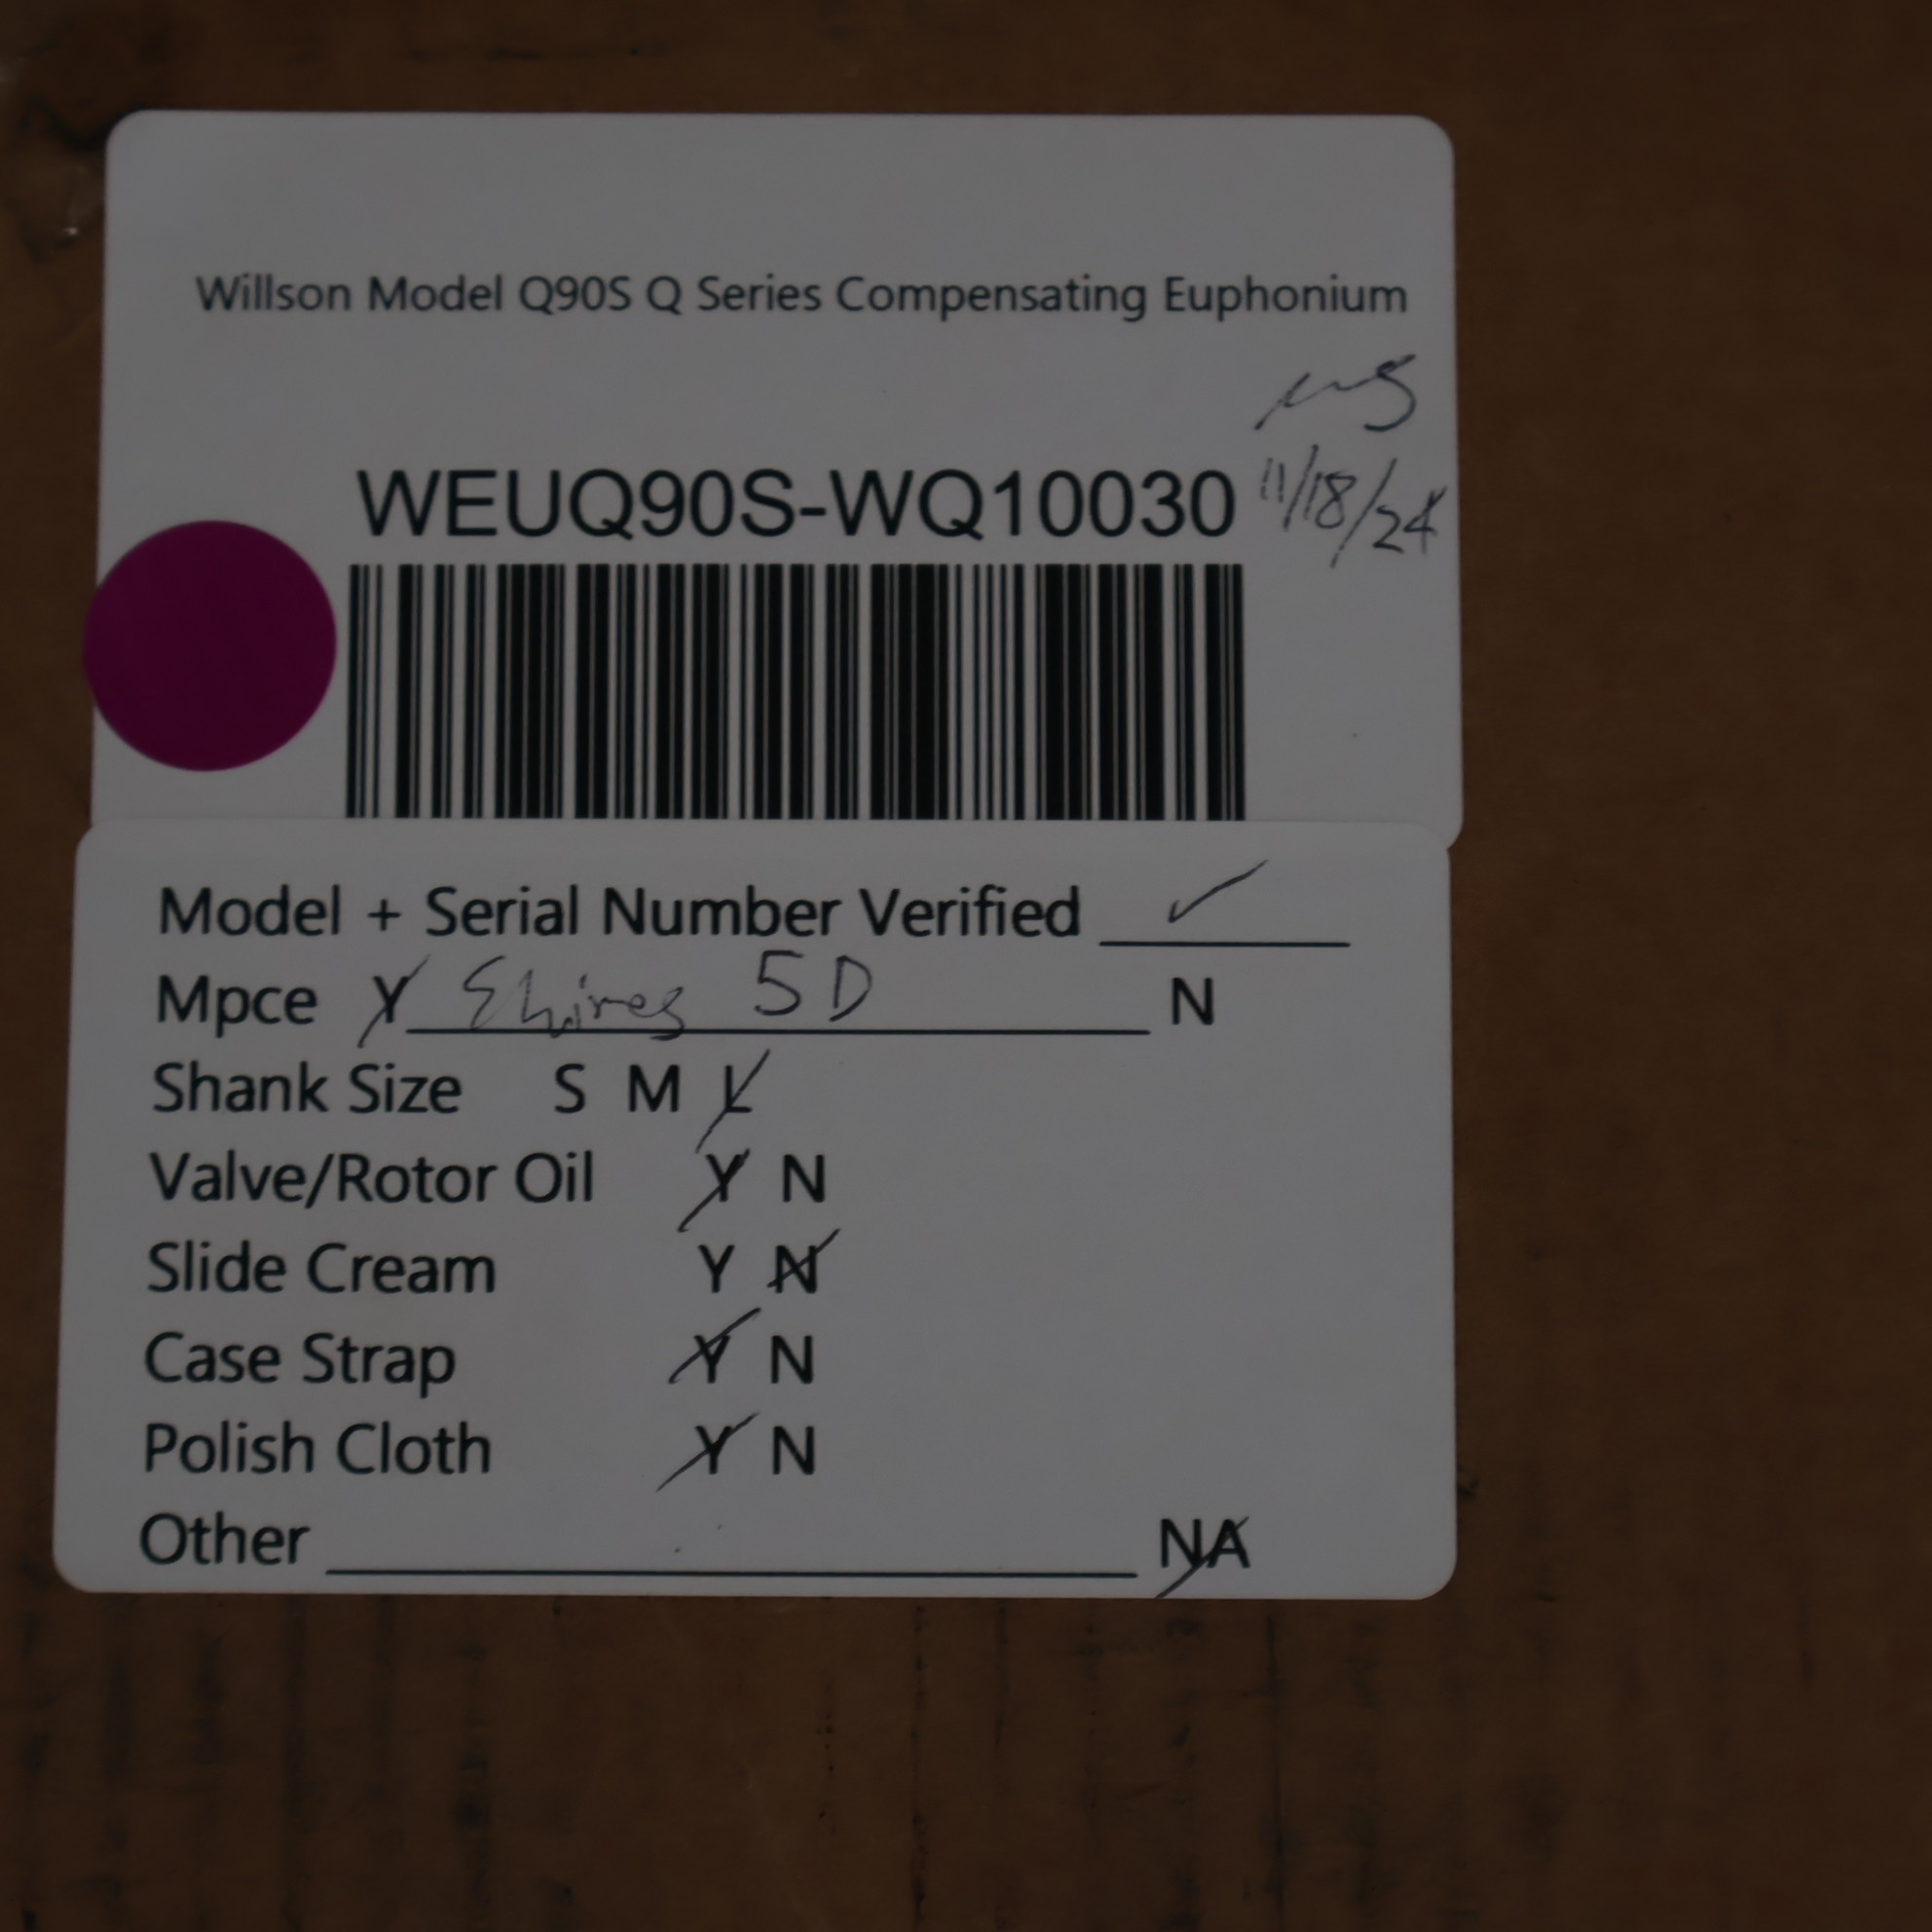 Willson Model Q90S Q Series Compensating Euphonium
WEUQ90S-WQ10030 11/18/24
Model + Serial Number Verified ✓
Mpce Y Shires 5D N
Shank Size S M L
Valve/Rotor Oil Y N
Slide Cream Y N
Case Strap Y N
Polish Cloth Y N
Other NA